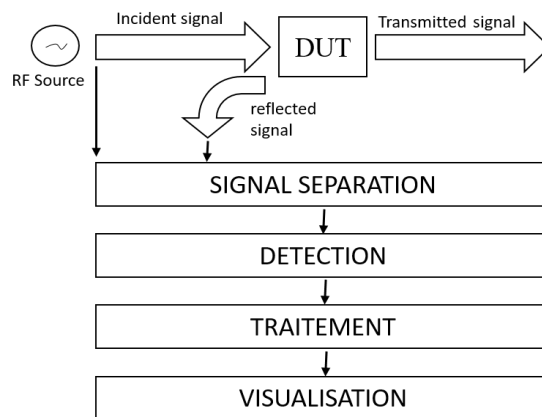 Incident signal
Transmitted signal
DUT
RF Source
reflected
signal
SIGNAL SEPARATION
DETECTION
TRAITEMENT
VISUALISATION